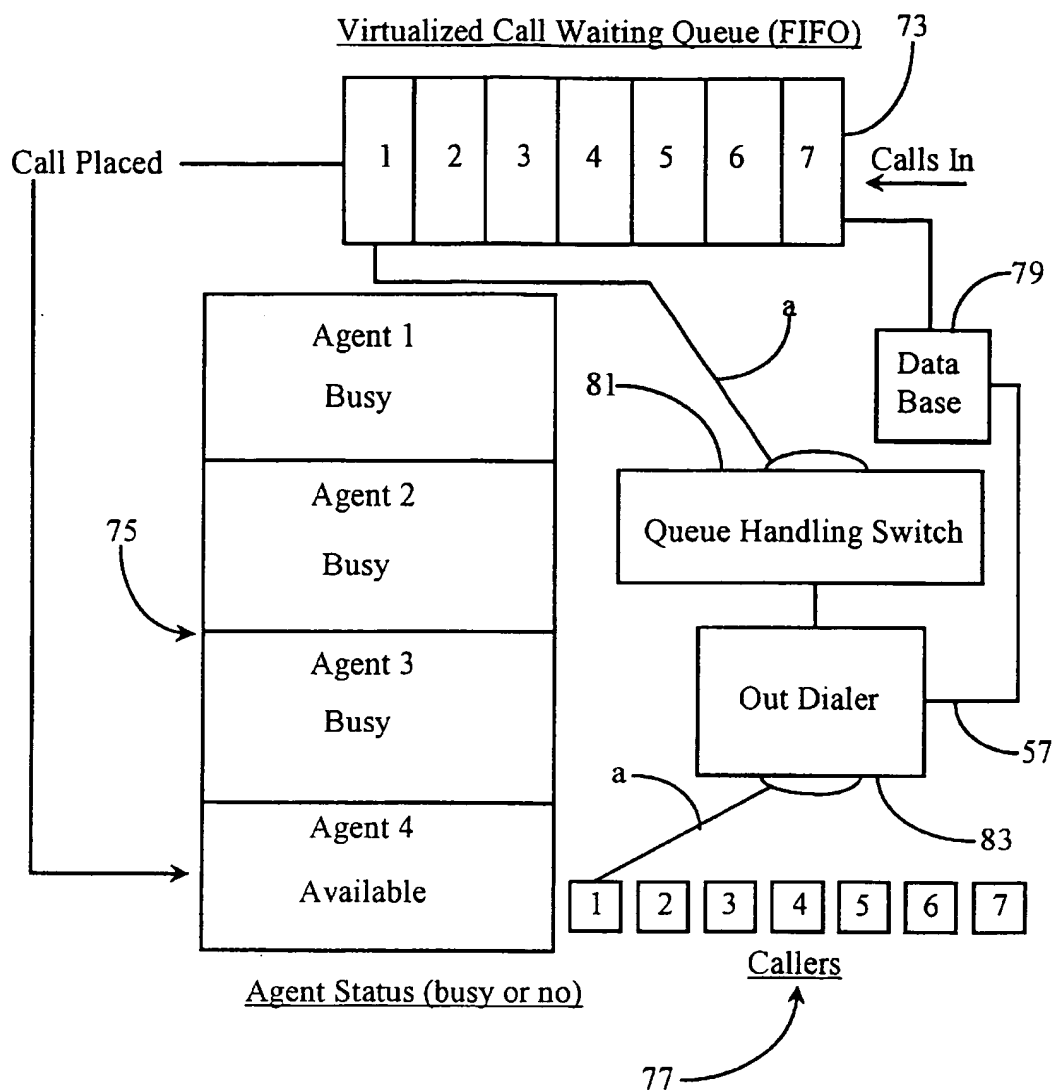 Virtualized Call Waiting Queue (FIFO)
73
Call Placed
1 2 3 4 5 6 7
Calls In
79
a
Data
Base
81
Agent 1
Busy
Agent 2
Busy
75
Queue Handling Switch
Agent 3
Busy
Out Dialer
57
a
83
Agent 4
Available
1 2 3 4 5 6 7
Callers
Agent Status (busy or no)
77